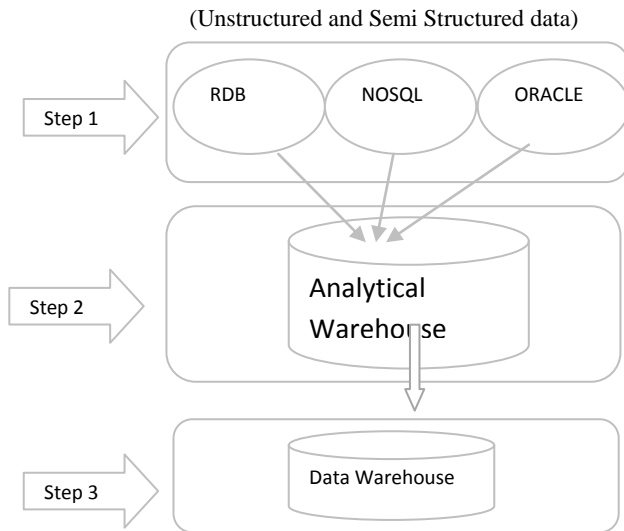 (Unstructured and Semi Structured data)
RDB NOSQL ORACLE
Step 1
Analytical
Warehouse
Step 2
Data Warehouse
Step 3